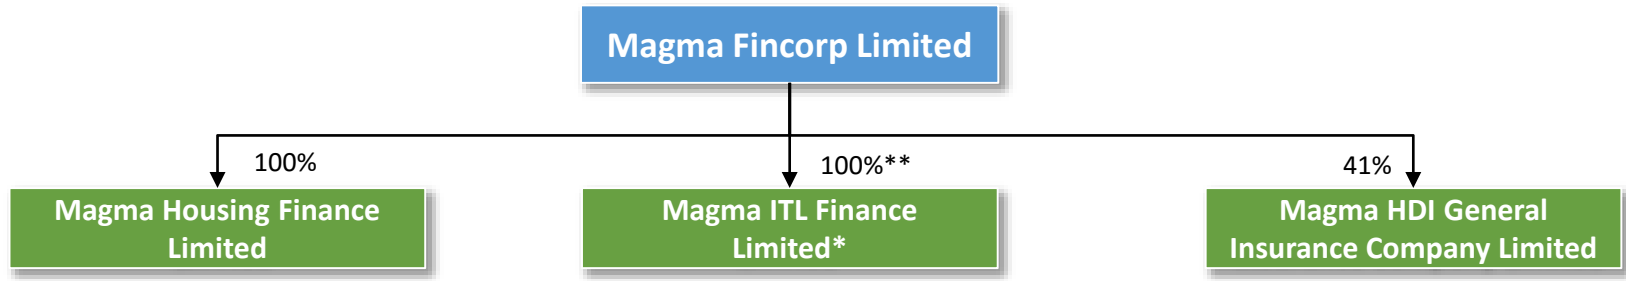 Magma Fincorp Limited
100%
100%**
41%
Magma Housing Finance
Limited
Magma ITL Finance
Limited*
Magma HDI General
Insurance Company Limited